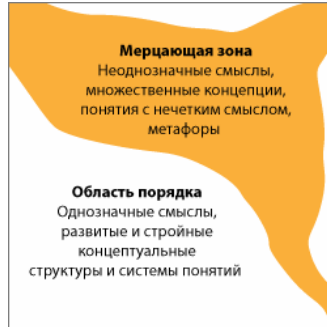 Мерцающая зона
Неоднозначные смыслы,
множественные концепции,
понятия с нечетким смыслом,
метафоры
Область порядка
Однозначные смыслы,
развитые и стройные
концептуальные
структуры и системы понятий